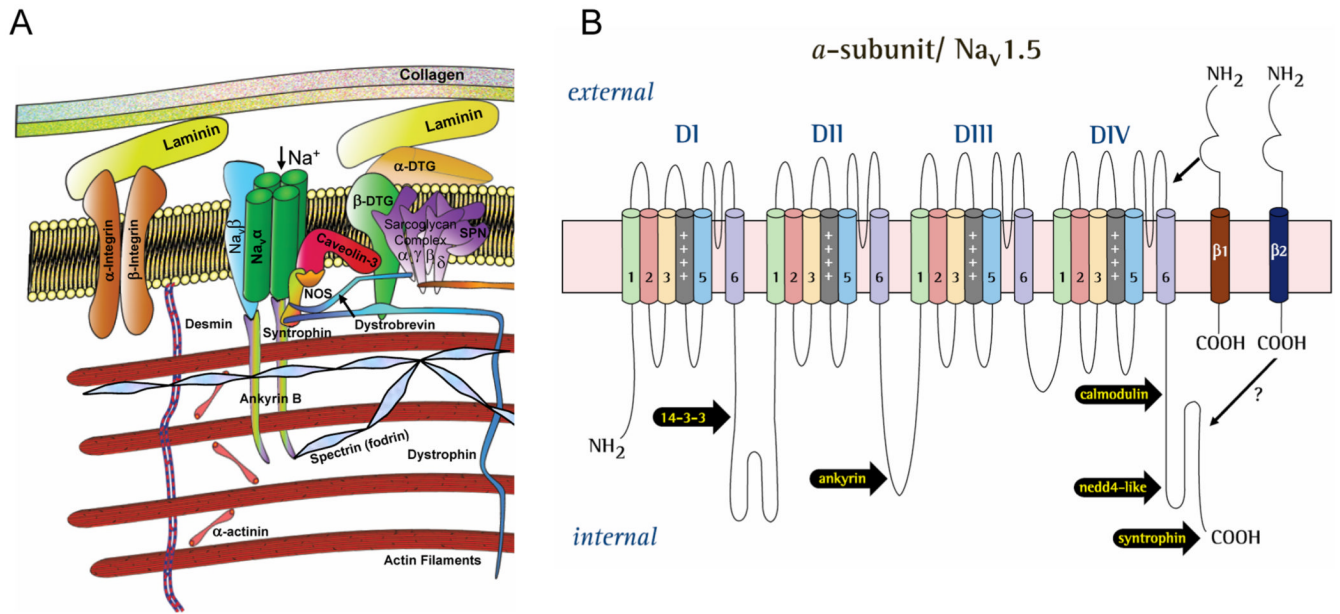 A
Collagen
Laminin
Laminin
Na⁺
α-DTG
β-DTG
Navβ
Navα
α-Integrin
β-Integrin
Sarcoglycan
Complex
α γ β δ
SPN
Caveolin-3
NOS
Desmin
Syntrophin
Dystrobrevin
Ankyrin B
Spectrin (fodrin)
Dystrophin
α-actinin
Actin Filaments
B
a-subunit/ Nav1.5
external
NH₂ NH₂
DI DII DIII DIV
1 2 3 + + + + 5 6 1 2 3 + + + + 5 6 1 2 3 + + + + 5 6 1 2 3 + + + + 5 6 β1 β2
COOH COOH
?
14-3-3
calmodulin
NH₂
ankyrin
nedd4-like
internal
syntrophin COOH